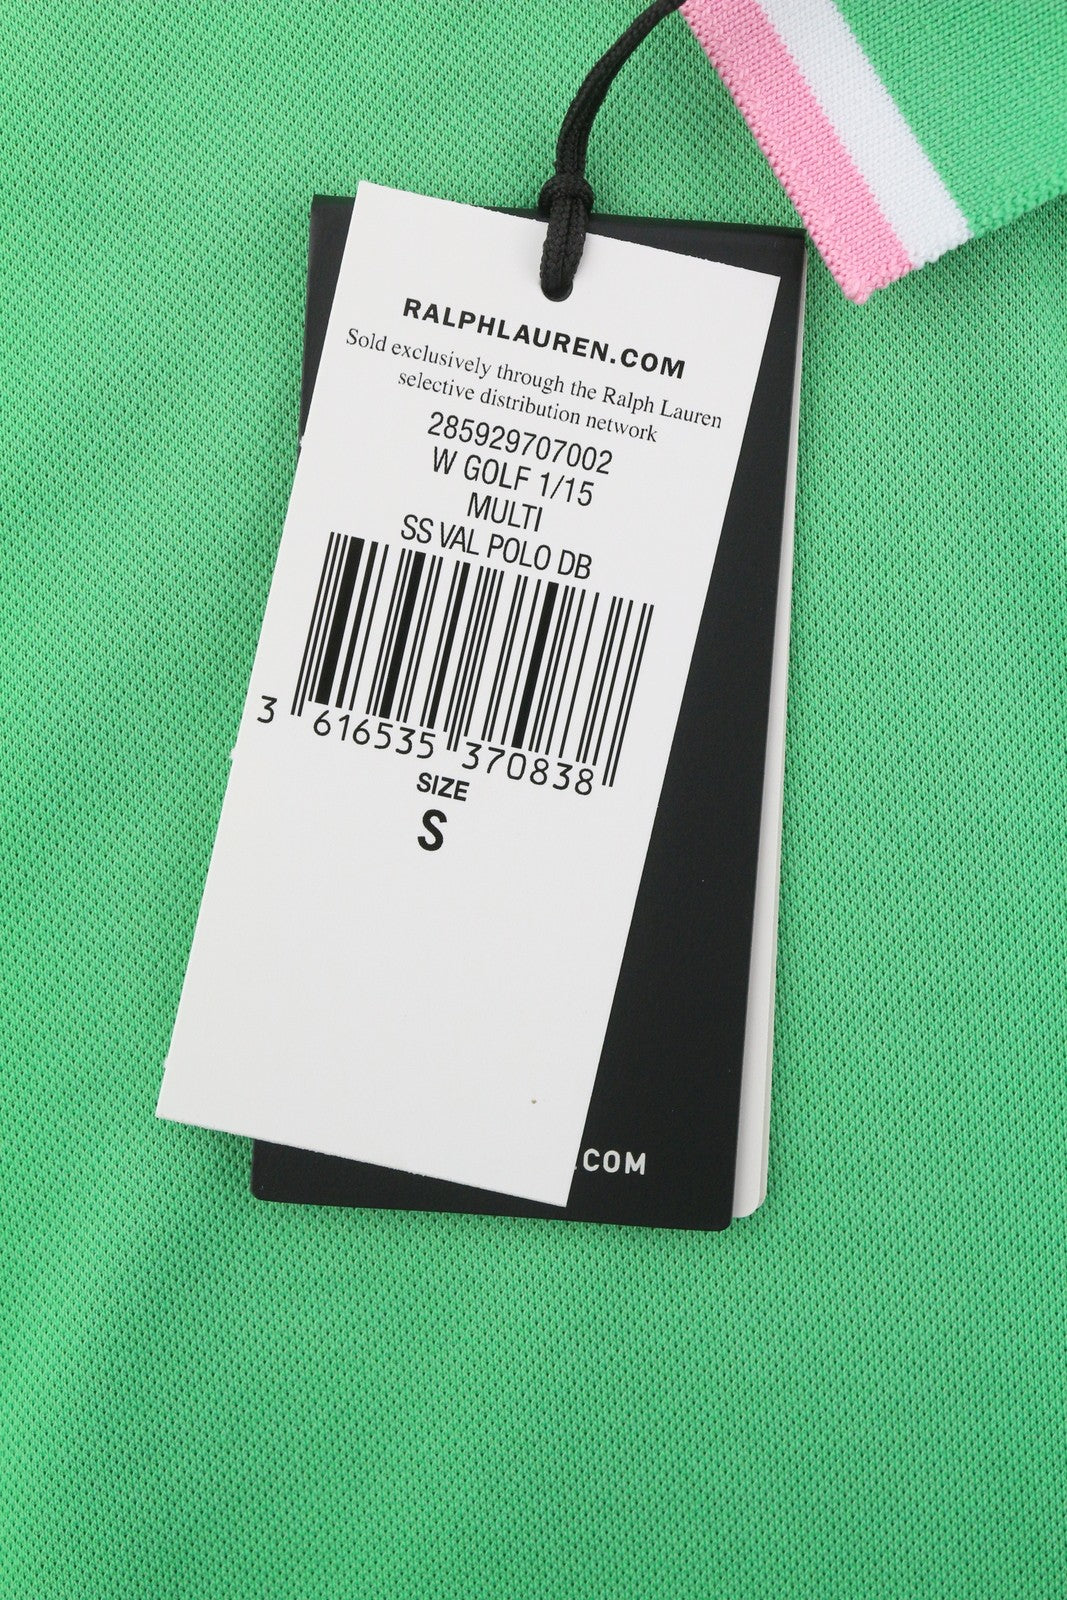 RALPHLAUREN.COM
Sold exclusively through the Ralph Lauren
selective distribution network
285929707002
W GOLF 1/15
MULTI
SS VAL POLO DB
3 616535 370838
SIZE
S
.COM